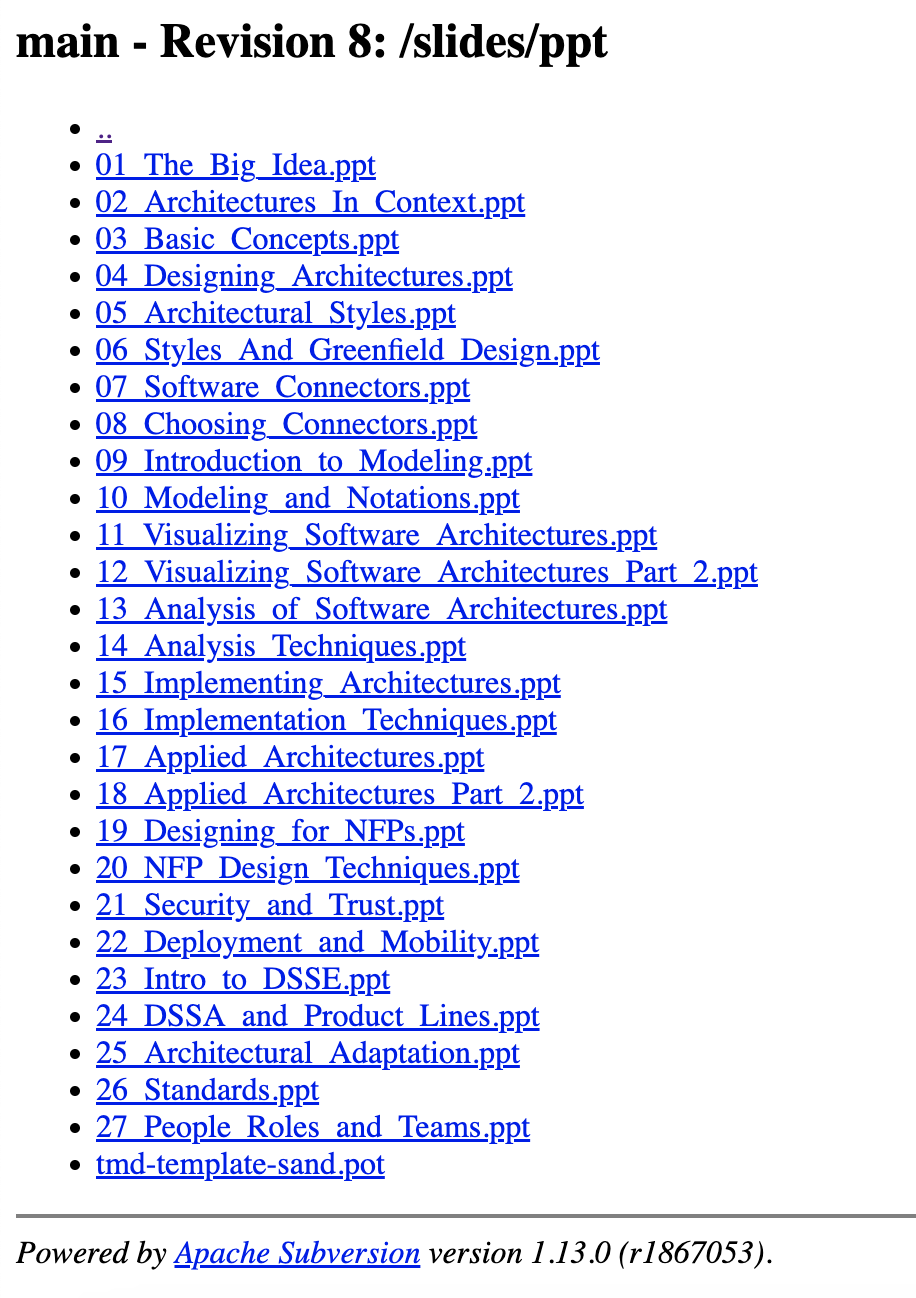 main - Revision 8: /slides/ppt
..
01_The_Big_Idea.ppt
02_Architectures_In_Context.ppt
03_Basic_Concepts.ppt
04_Designing_Architectures.ppt
05_Architectural_Styles.ppt
06_Styles_And_Greenfield_Design.ppt
07_Software_Connectors.ppt
08_Choosing_Connectors.ppt
09_Introduction_to_Modeling.ppt
10_Modeling_and_Notations.ppt
11_Visualizing_Software_Architectures.ppt
12_Visualizing_Software_Architectures_Part_2.ppt
13_Analysis_of_Software_Architectures.ppt
14_Analysis_Techniques.ppt
15_Implementing_Architectures.ppt
16_Implementation_Techniques.ppt
17_Applied_Architectures.ppt
18_Applied_Architectures_Part_2.ppt
19_Designing_for_NFPs.ppt
20_NFP_Design_Techniques.ppt
21_Security_and_Trust.ppt
22_Deployment_and_Mobility.ppt
23_Intro_to_DSSE.ppt
24_DSSA_and_Product_Lines.ppt
25_Architectural_Adaptation.ppt
26_Standards.ppt
27_People_Roles_and_Teams.ppt
tmd-template-sand.pot
Powered by Apache Subversion version 1.13.0 (r1867053).